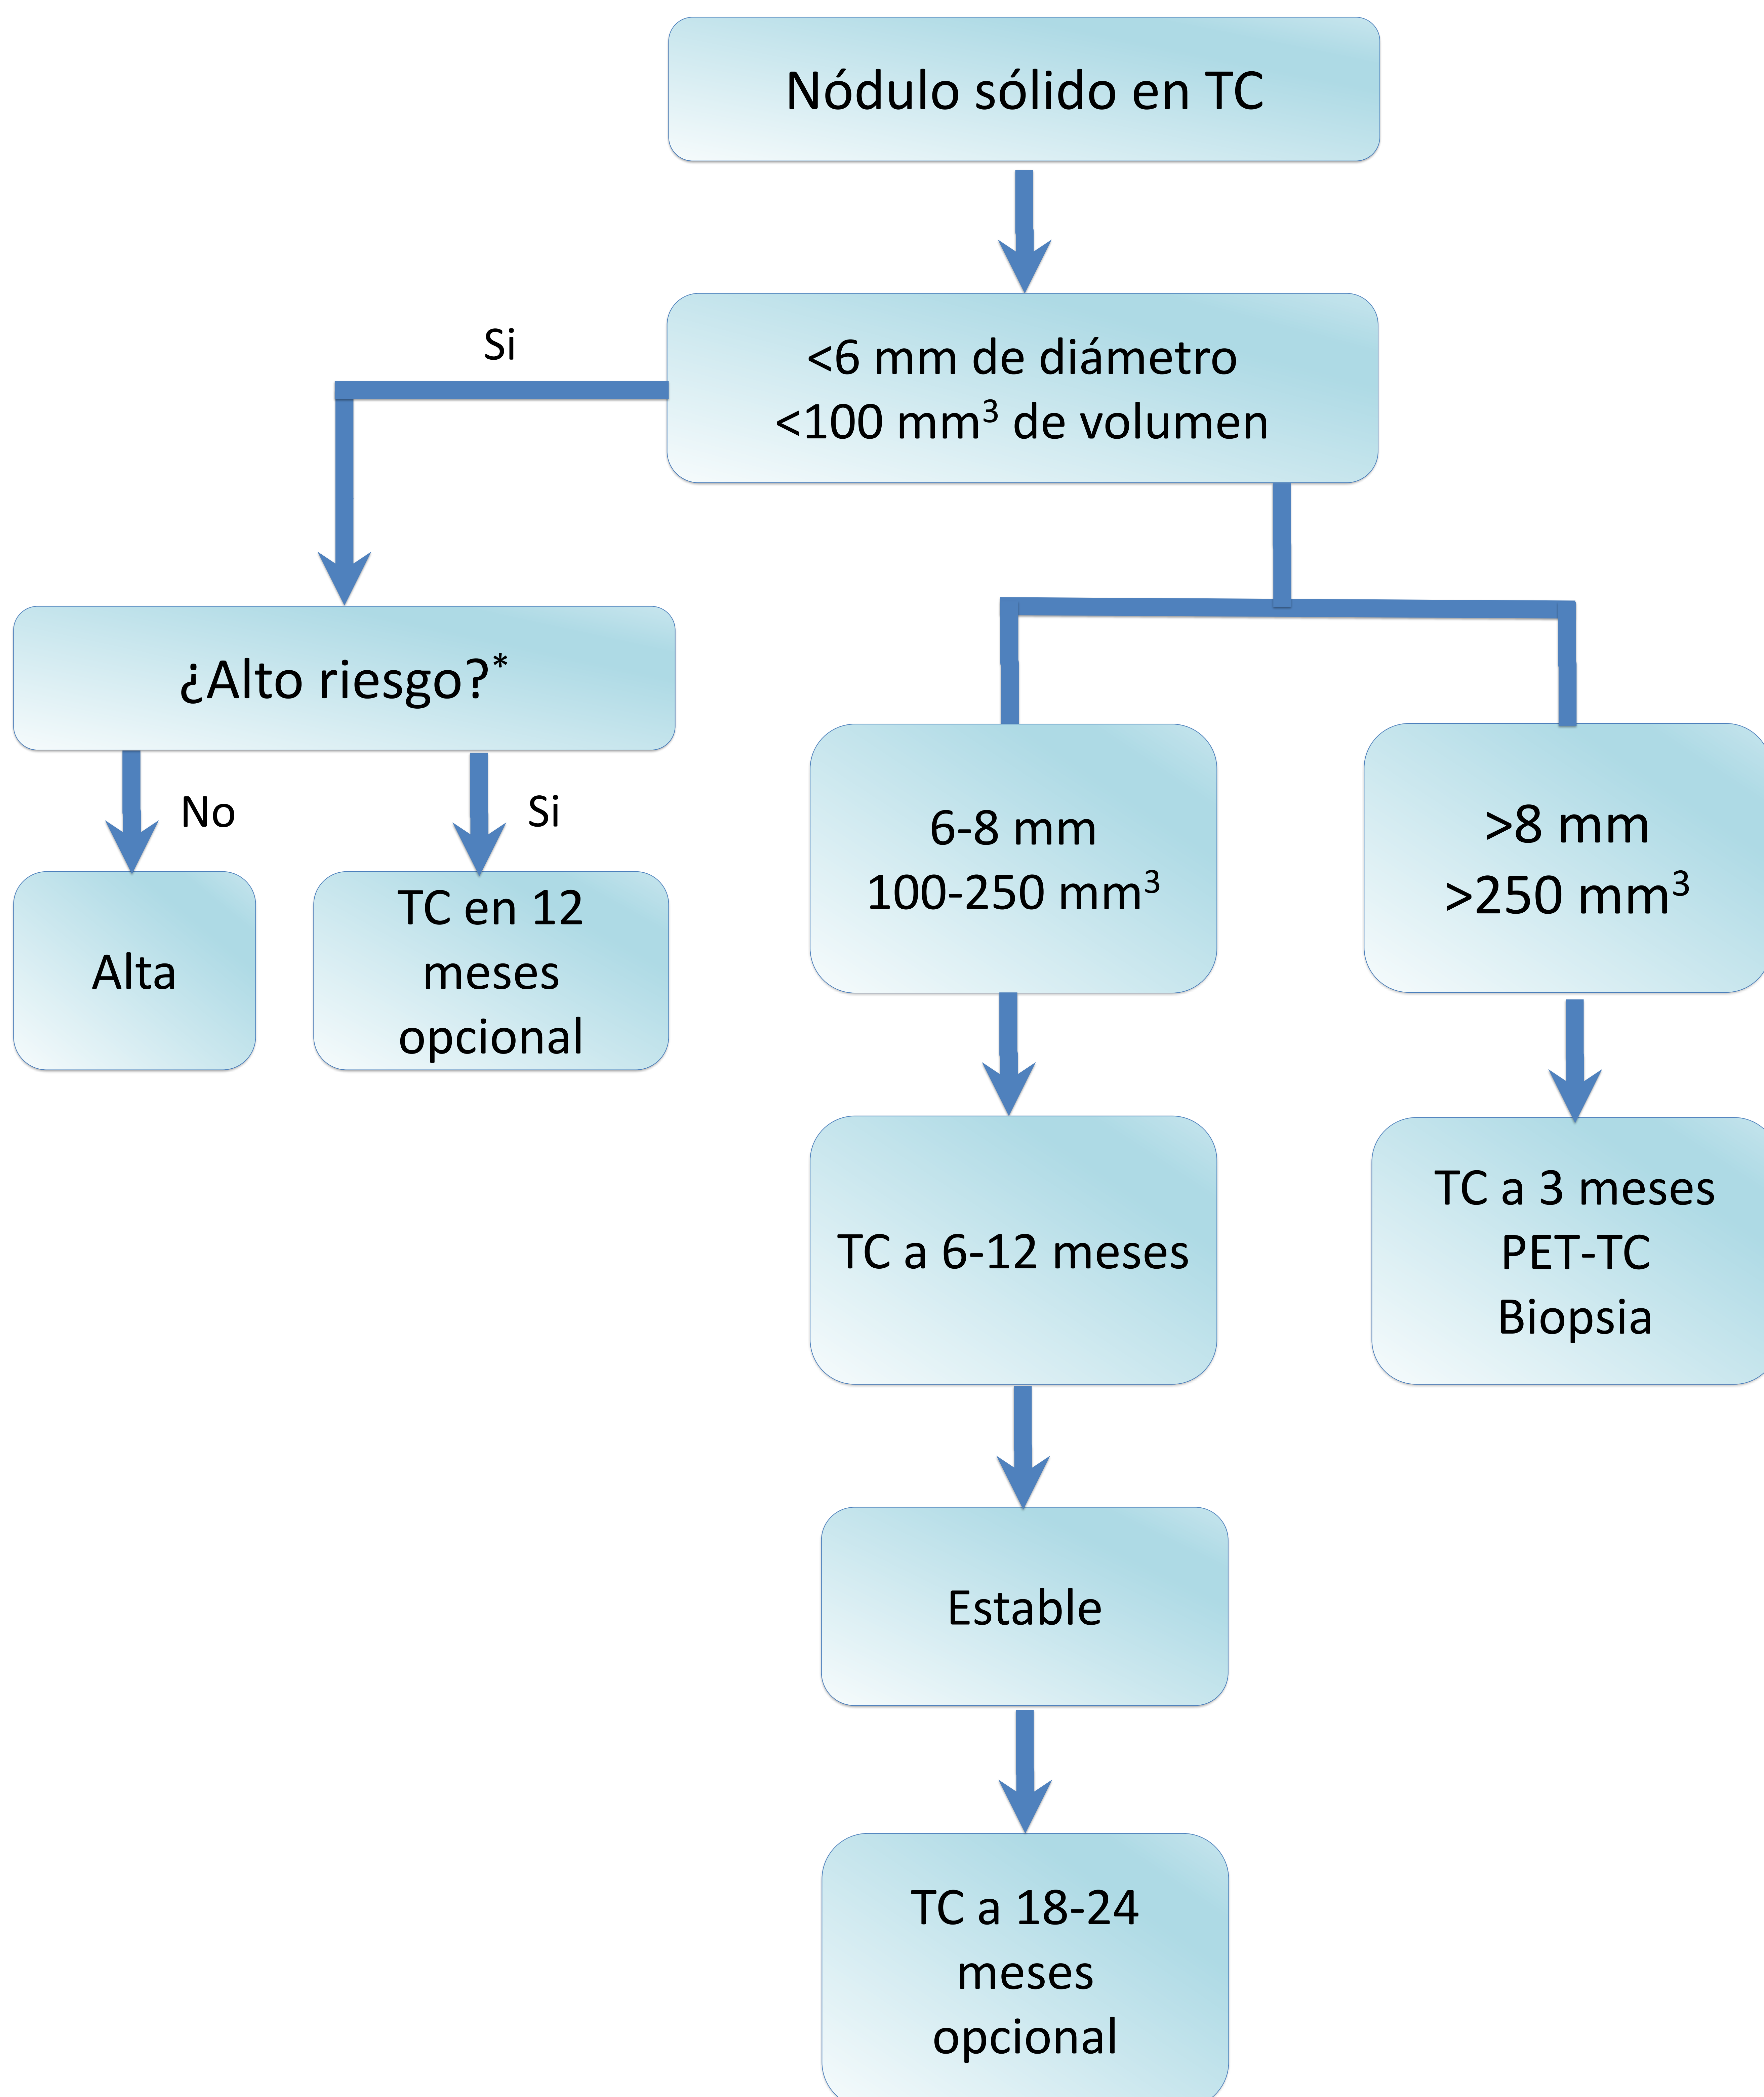 Nódulo sólido en TC
Si
<6 mm de diámetro
<100 mm³ de volumen
¿Alto riesgo?*
No
Si
Alta
TC en 12
meses
opcional
6-8 mm
100-250 mm³
>8 mm
>250 mm³
TC a 6-12 meses
TC a 3 meses
PET-TC
Biopsia
Estable
TC a 18-24
meses
opcional